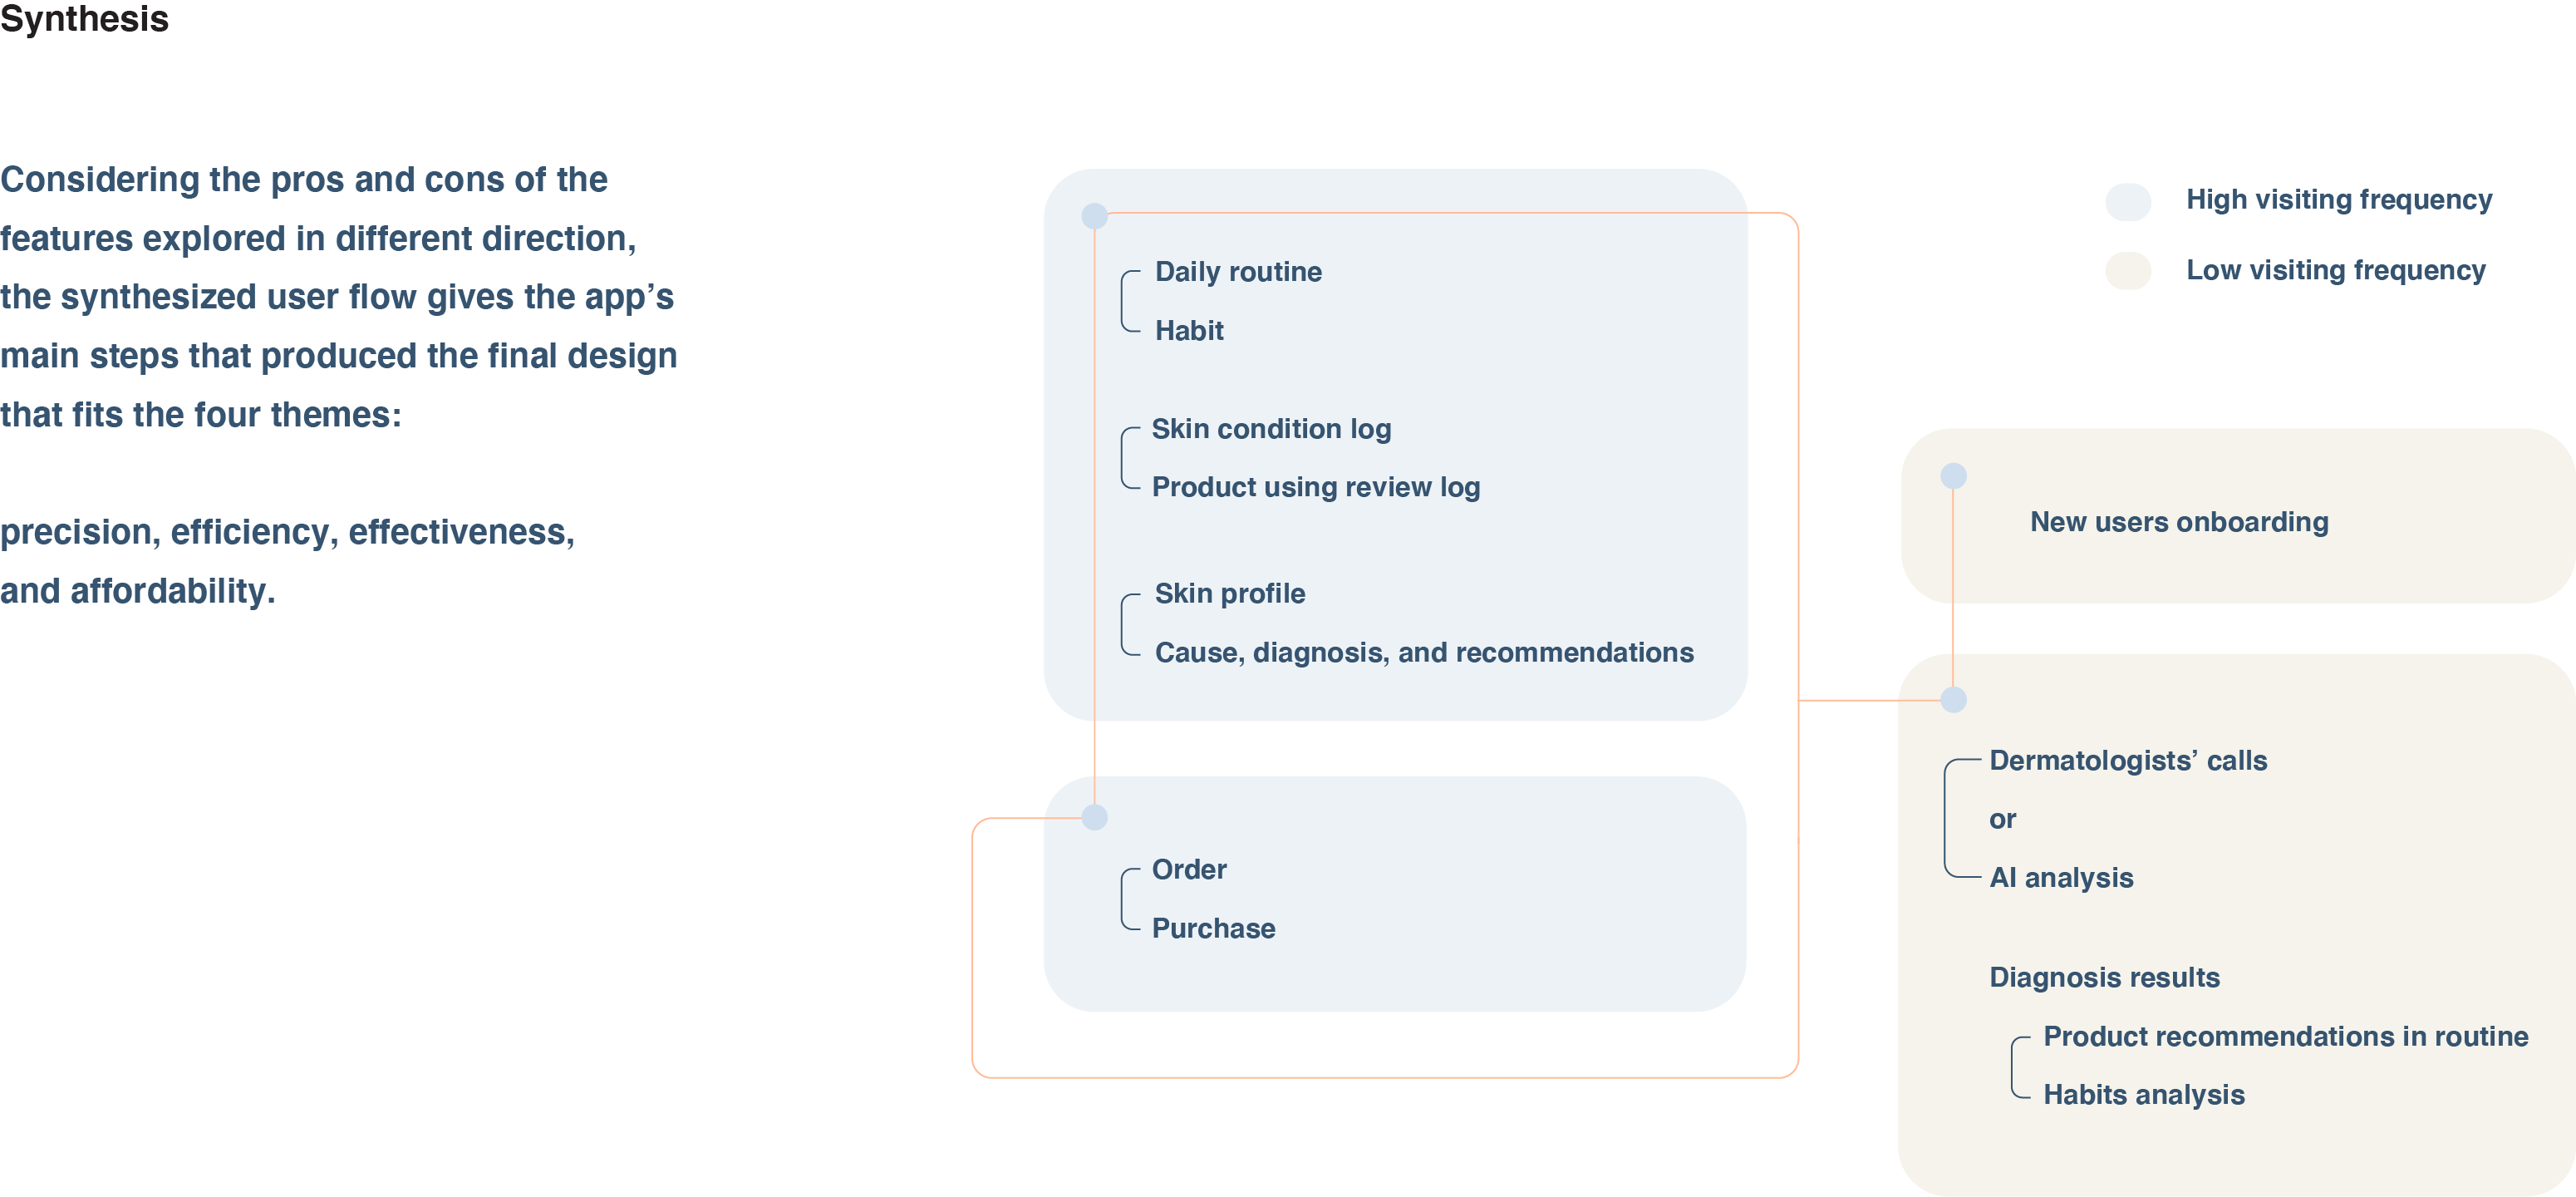 Synthesis
Considering the pros and cons of the
features explored in different direction,
the synthesized user flow gives the app’s
main steps that produced the final design
that fits the four themes:
precision, efficiency, effectiveness,
and affordability.
Daily routine
Habit
Skin condition log
Product using review log
Skin profile
Cause, diagnosis, and recommendations
Order
Purchase
High visiting frequency
Low visiting frequency
New users onboarding
Dermatologists’ calls
or
AI analysis
Diagnosis results
Product recommendations in routine
Habits analysis